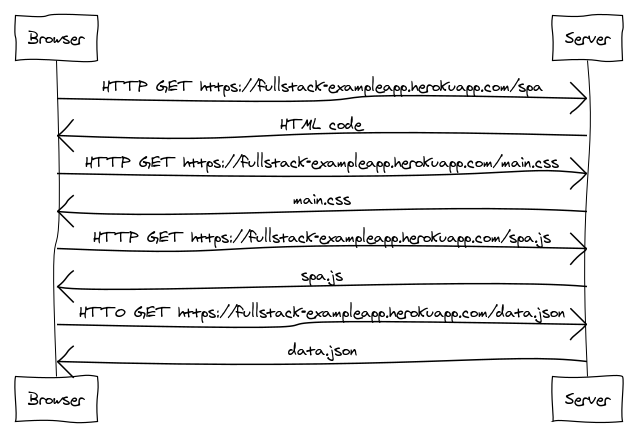 Browser
Server
HTTP GET https://fullstack-exampleapp.herokuapp.com/spa
HTML code
HTTP GET https://fullstack-exampleapp.herokuapp.com/main.css
main.css
HTTP GET https://fullstack-exampleapp.herokuapp.com/spa.js
spa.js
HTTO GET https://fullstack-exampleapp.herokuapp.com/data.json
data.json
Browser
Server